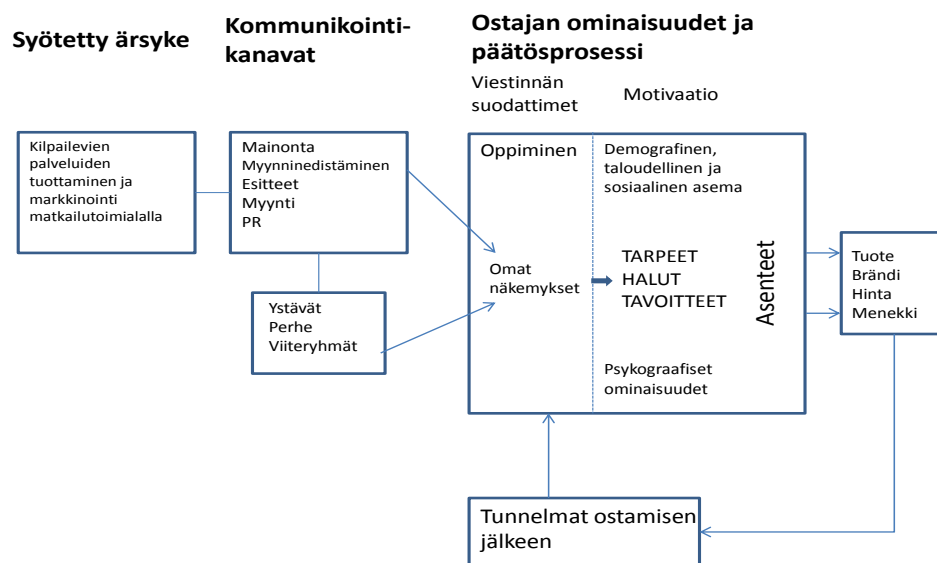 Syötetty ärsyke
Kommunikointi-
kanavat
Ostajan ominaisuudet ja
päätösprosessi
Viestinnän
suodattimet
Motivaatio
Kilpailevien
palveluiden
tuottaminen ja
markkinointi
matkailutoimialalla
Mainonta
Myynninedistäminen
Esitteet
Myynti
PR
Ystävät
Perhe
Viiteryhmät
Oppiminen
Omat
näkemykset
Demografinen,
taloudellinen ja
sosiaalinen asema
TARPEET
HALUT
TAVOITTEET
Psykograafiset
ominaisuudet
Asenteet
Tuote
Brändi
Hinta
Menekki
Tunnelmat ostamisen
jälkeen